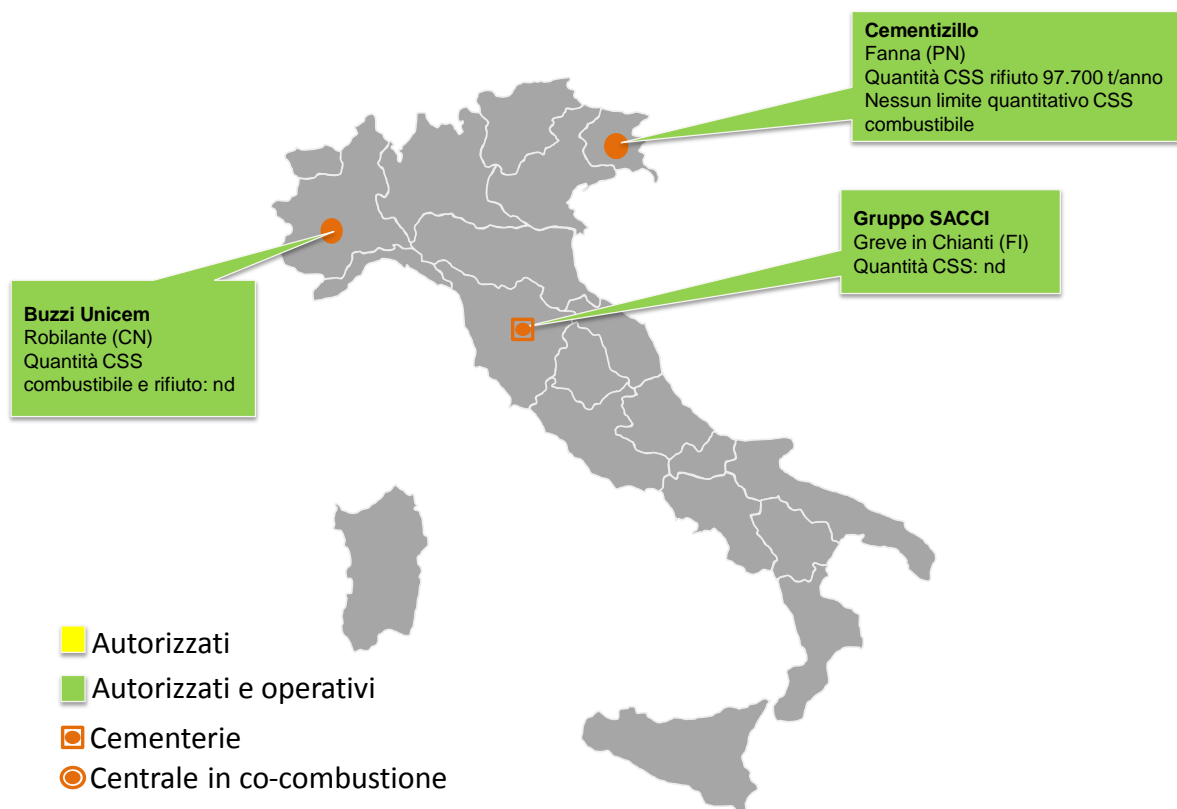 Cementizillo
Fanna (PN)
Quantità CSS rifiuto 97.700 t/anno
Nessun limite quantitativo CSS
combustibile
Gruppo SACCI
Greve in Chianti (FI)
Quantità CSS: nd
Buzzi Unicem
Robilante (CN)
Quantità CSS
combustibile e rifiuto: nd
Autorizzati
Autorizzati e operativi
Cementerie
Centrale in co-combustione